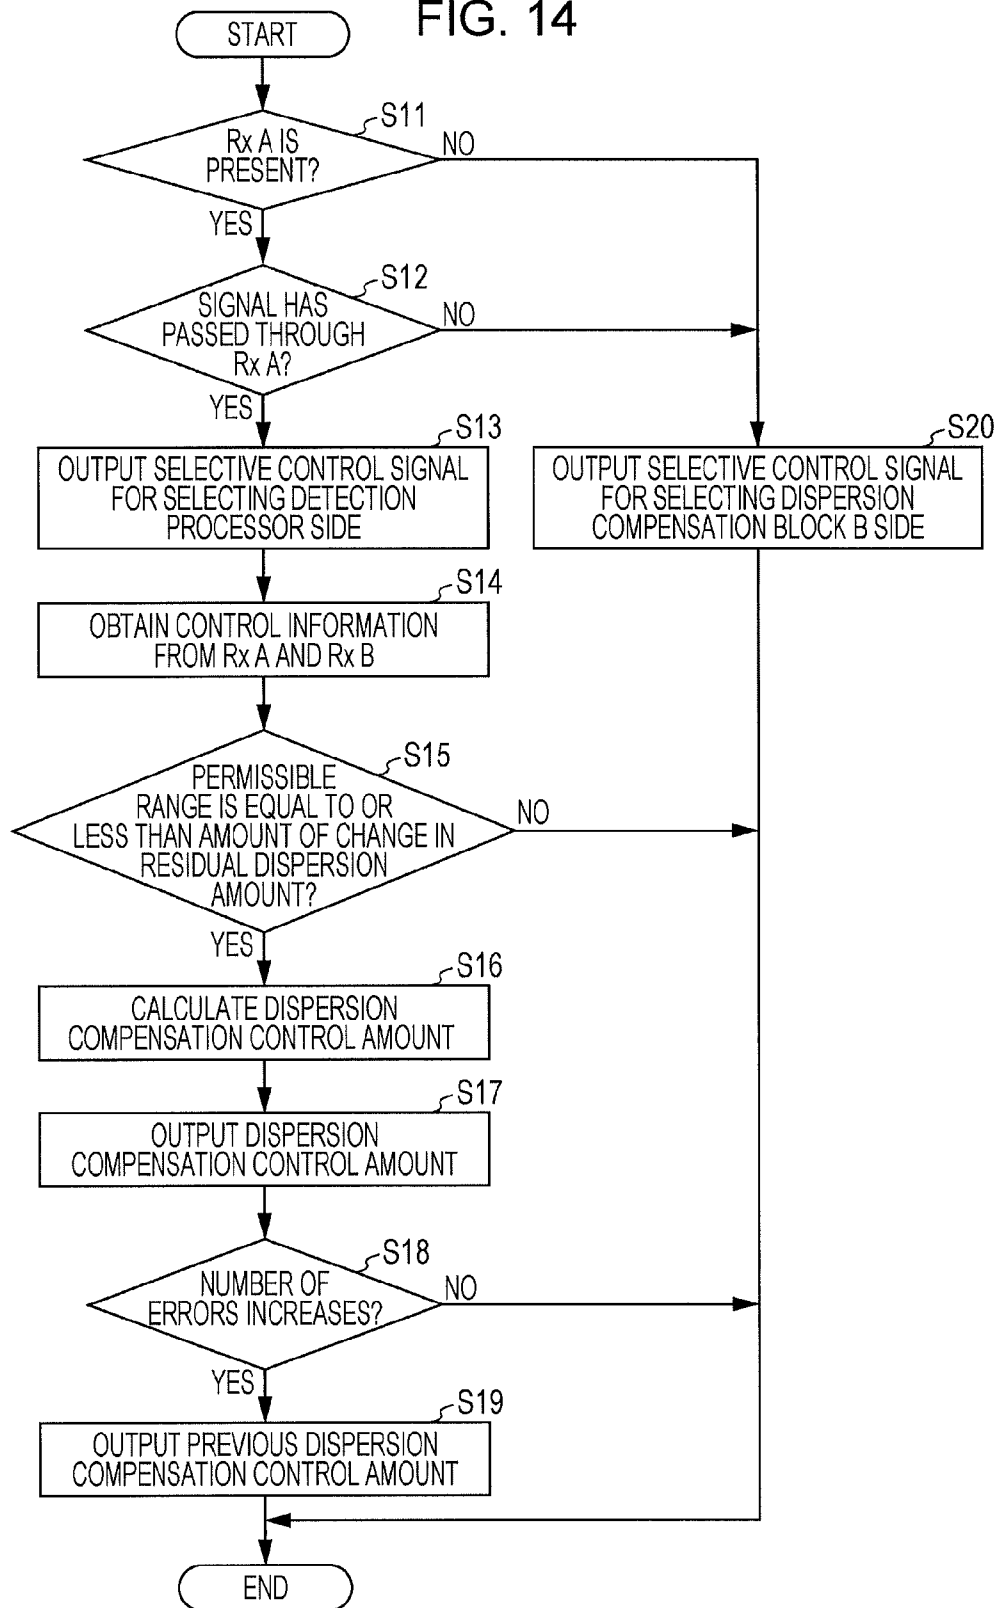 FIG. 14
START
S11
Rx A IS
PRESENT?
NO
YES
S12
SIGNAL HAS
PASSED THROUGH
Rx A?
NO
YES
S13
OUTPUT SELECTIVE CONTROL SIGNAL
FOR SELECTING DETECTION
PROCESSOR SIDE
S20
OUTPUT SELECTIVE CONTROL SIGNAL
FOR SELECTING DISPERSION
COMPENSATION BLOCK B SIDE
S14
OBTAIN CONTROL INFORMATION
FROM Rx A AND Rx B
S15
PERMISSIBLE
RANGE IS EQUAL TO OR
LESS THAN AMOUNT OF CHANGE IN
RESIDUAL DISPERSION
AMOUNT?
NO
YES
S16
CALCULATE DISPERSION
COMPENSATION CONTROL AMOUNT
S17
OUTPUT DISPERSION
COMPENSATION CONTROL AMOUNT
S18
NUMBER OF
ERRORS INCREASES?
NO
YES
S19
OUTPUT PREVIOUS DISPERSION
COMPENSATION CONTROL AMOUNT
END